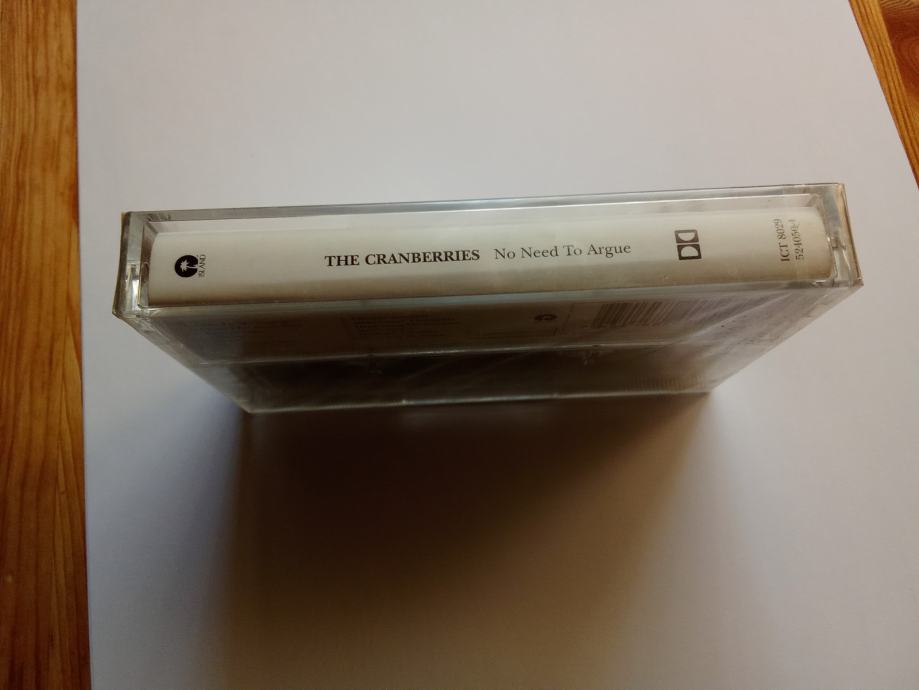 ISLAND
THE CRANBERRIES No Need To Argue
ICT 8029
524050-4